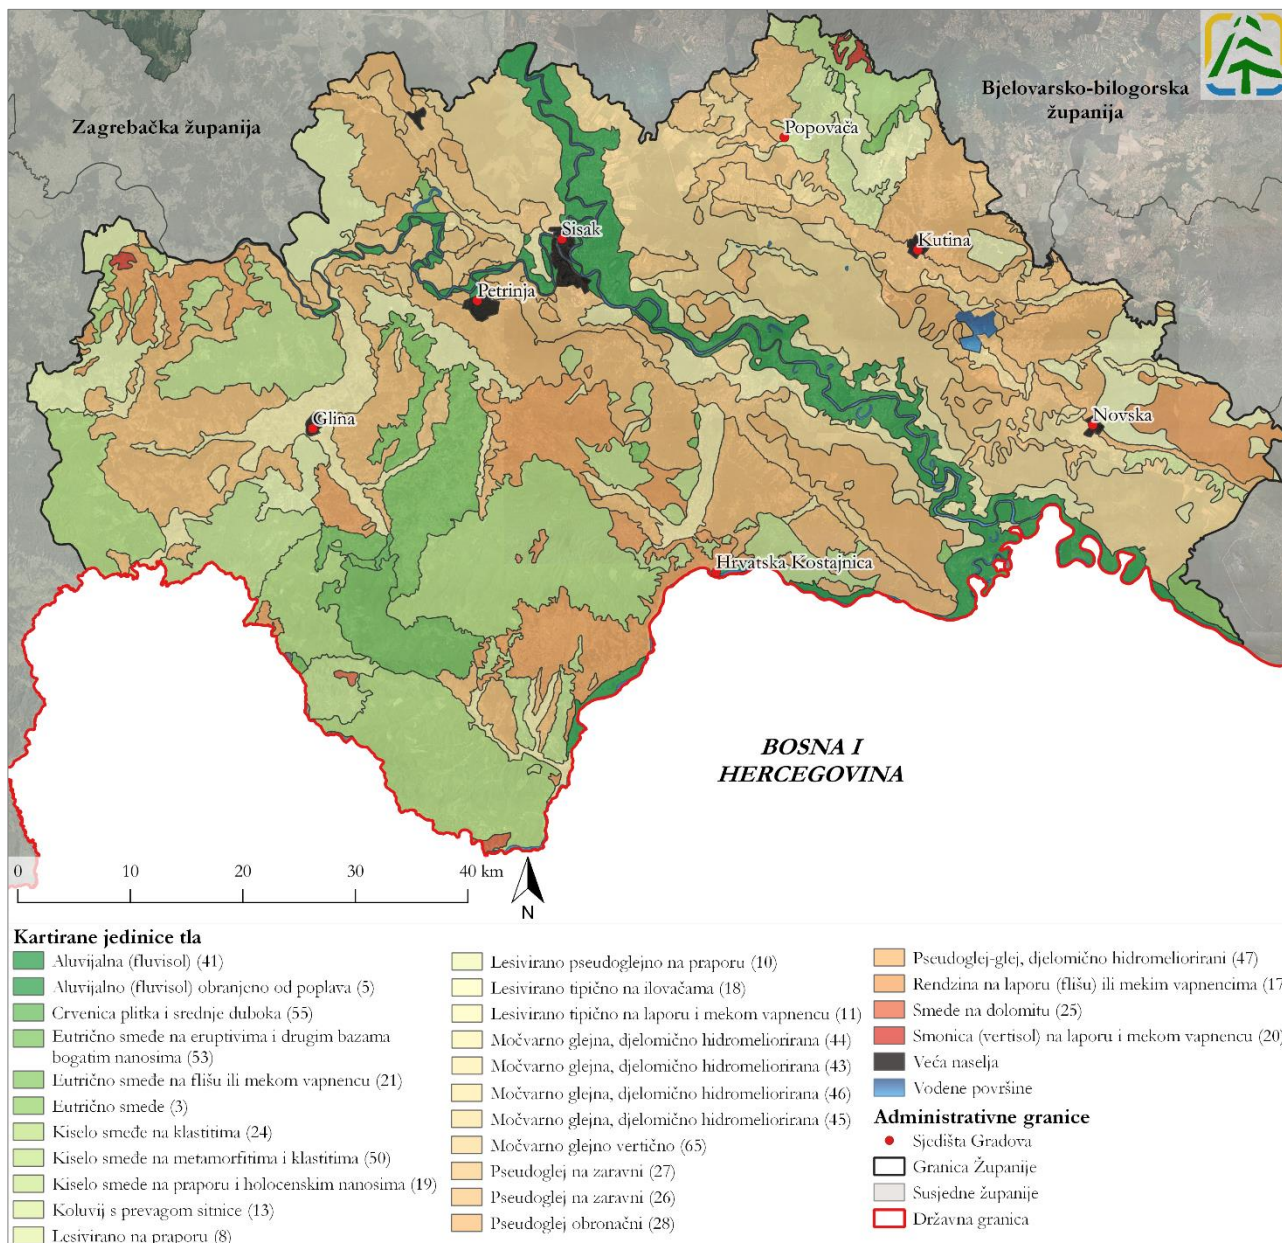 Zagrebačka županija
Bjelovarsko-bilogorska
županija
Popovača
Sisak
Kutina
Petrinja
Glina
Novska
Hrvatska Kostajnica
BOSNA I
HERCEGOVINA
0 10 20 30 40 km
N
Kartirane jedinice tla
Aluvijalna (fluvisol) (41)
Aluvijalno (fluvisol) obranjeno od poplava (5)
Crvenica plitka i srednje duboka (55)
Eutrično smeđe na eruptivima i drugim bazama
bogatim nanosima (53)
Eutrično smeđe na flišu ili mekom vapnencu (21)
Eutrično smeđe (3)
Kiselo smeđe na klastitima (24)
Kiselo smeđe na metamorfitima i klastitima (50)
Kiselo smeđe na praporu i holocenskim nanosima (19)
Koluvij s prevagom sitnice (13)
Lesivirano na praporu (8)
Lesivirano pseudoglejno na praporu (10)
Lesivirano tipično na ilovačama (18)
Lesivirano tipično na laporu i mekom vapnencu (11)
Močvarno glejna, djelomično hidromeliorirana (44)
Močvarno glejna, djelomično hidromeliorirana (43)
Močvarno glejna, djelomično hidromeliorirana (46)
Močvarno glejna, djelomično hidromeliorirana (45)
Močvarno glejno vertično (65)
Pseudoglej na zaravni (27)
Pseudoglej na zaravni (26)
Pseudoglej obronačni (28)
Pseudoglej-glej, djelomično hidromeliorirani (47)
Rendzina na laporu (flišu) ili mekim vapnencima (17
Smeđe na dolomitu (25)
Smonica (vertisol) na laporu i mekom vapnencu (20)
Veća naselja
Vodene površine
Administrativne granice
Sjedišta Gradova
Granica Županije
Susjedne županije
Državna granica